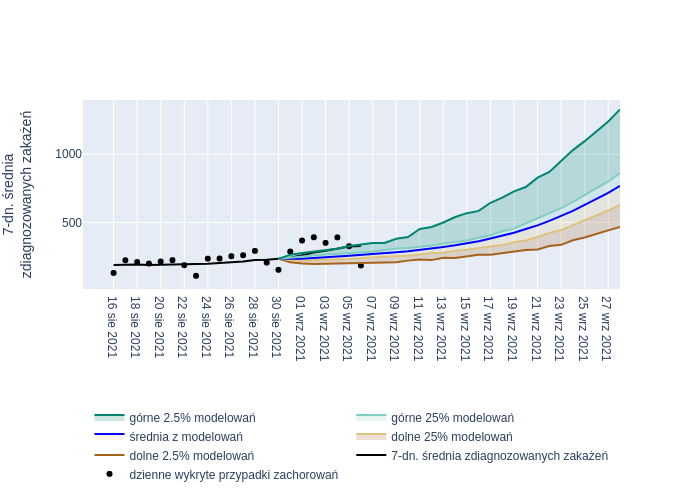 7-dn. średnia
zdiagnozowanych zakażeń
1000
500
16 sie 2021
18 sie 2021
20 sie 2021
22 sie 2021
24 sie 2021
26 sie 2021
28 sie 2021
30 sie 2021
01 wrz 2021
03 wrz 2021
05 wrz 2021
07 wrz 2021
09 wrz 2021
11 wrz 2021
13 wrz 2021
15 wrz 2021
17 wrz 2021
19 wrz 2021
21 wrz 2021
23 wrz 2021
25 wrz 2021
27 wrz 2021
górne 2.5% modelowań
górne 25% modelowań
średnia z modelowań
dolne 25% modelowań
dolne 2.5% modelowań
7-dn. średnia zdiagnozowanych zakażeń
dzienne wykryte przypadki zachorowań